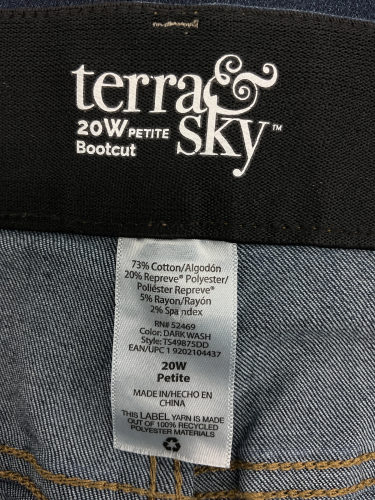 terra & sky™
20W PETITE
Bootcut
73% Cotton/Algodón
20% Repreve® Polyester/
Poliéster Repreve®
5% Rayon/Rayón
2% Spandex
RN# 52469
Color: DARK WASH
Style: TS49875DD
EAN/UPC 1 9202104437
20W
Petite
MADE IN/HECHO EN
CHINA
THIS LABEL YARN IS MADE
OUT OF 100% RECYCLED
POLYESTER MATERIALS